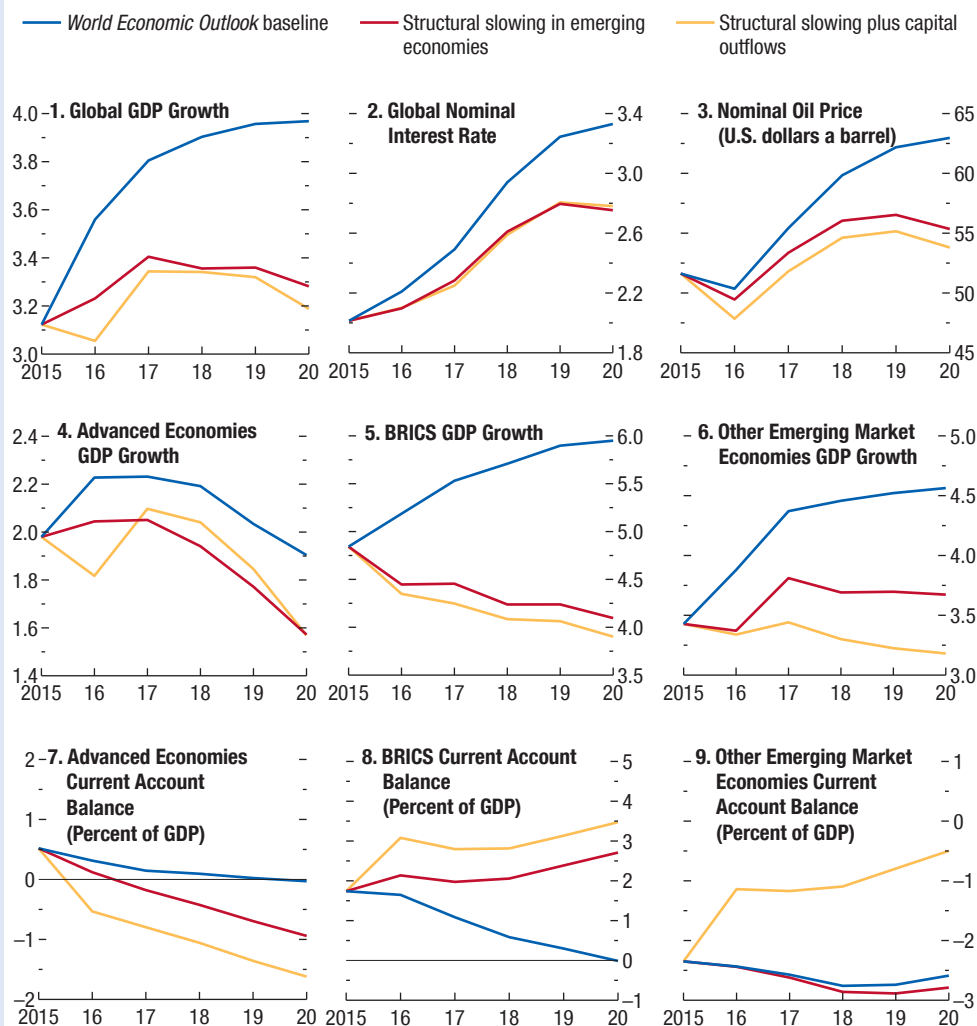 World Economic Outlook baseline
Structural slowing in emerging
economies
Structural slowing plus capital
outflows
1. Global GDP Growth
4.0
3.8
3.6
3.4
3.2
3.0
2015 16 17 18 19 20
2. Global Nominal
Interest Rate
3.4
3.0
2.6
2.2
1.8
2015 16 17 18 19 20
3. Nominal Oil Price
(U.S. dollars a barrel)
65
60
55
50
45
2015 16 17 18 19 20
4. Advanced Economies
GDP Growth
2.4
2.2
2.0
1.8
1.6
1.4
2015 16 17 18 19 20
5. BRICS GDP Growth
6.0
5.5
5.0
4.5
4.0
3.5
2015 16 17 18 19 20
6. Other Emerging Market
Economies GDP Growth
5.0
4.5
4.0
3.5
3.0
2015 16 17 18 19 20
7. Advanced Economies
Current Account
Balance
(Percent of GDP)
2
1
0
–1
–2
2015 16 17 18 19 20
8. BRICS Current Account
Balance
(Percent of GDP)
5
4
3
2
1
0
–1
2015 16 17 18 19 20
9. Other Emerging Market
Economies Current
Account Balance
(Percent of GDP)
1
0
–1
–2
–3
2015 16 17 18 19 20